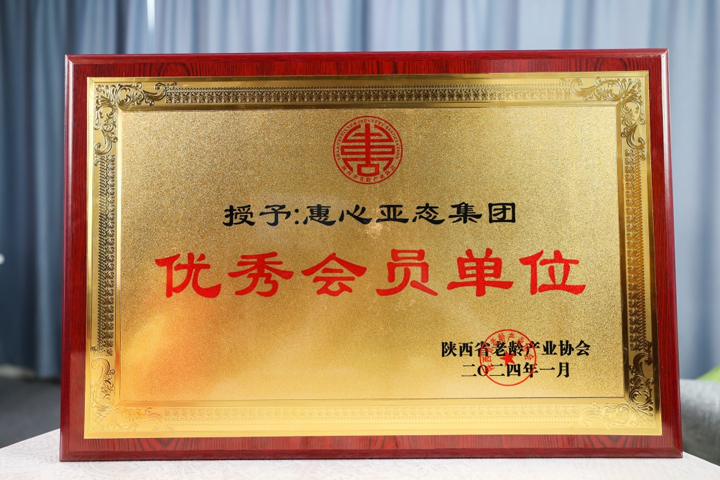 授予:惠心亚态集团
优秀会员单位
陕西省老龄产业协会
二〇二四年一月